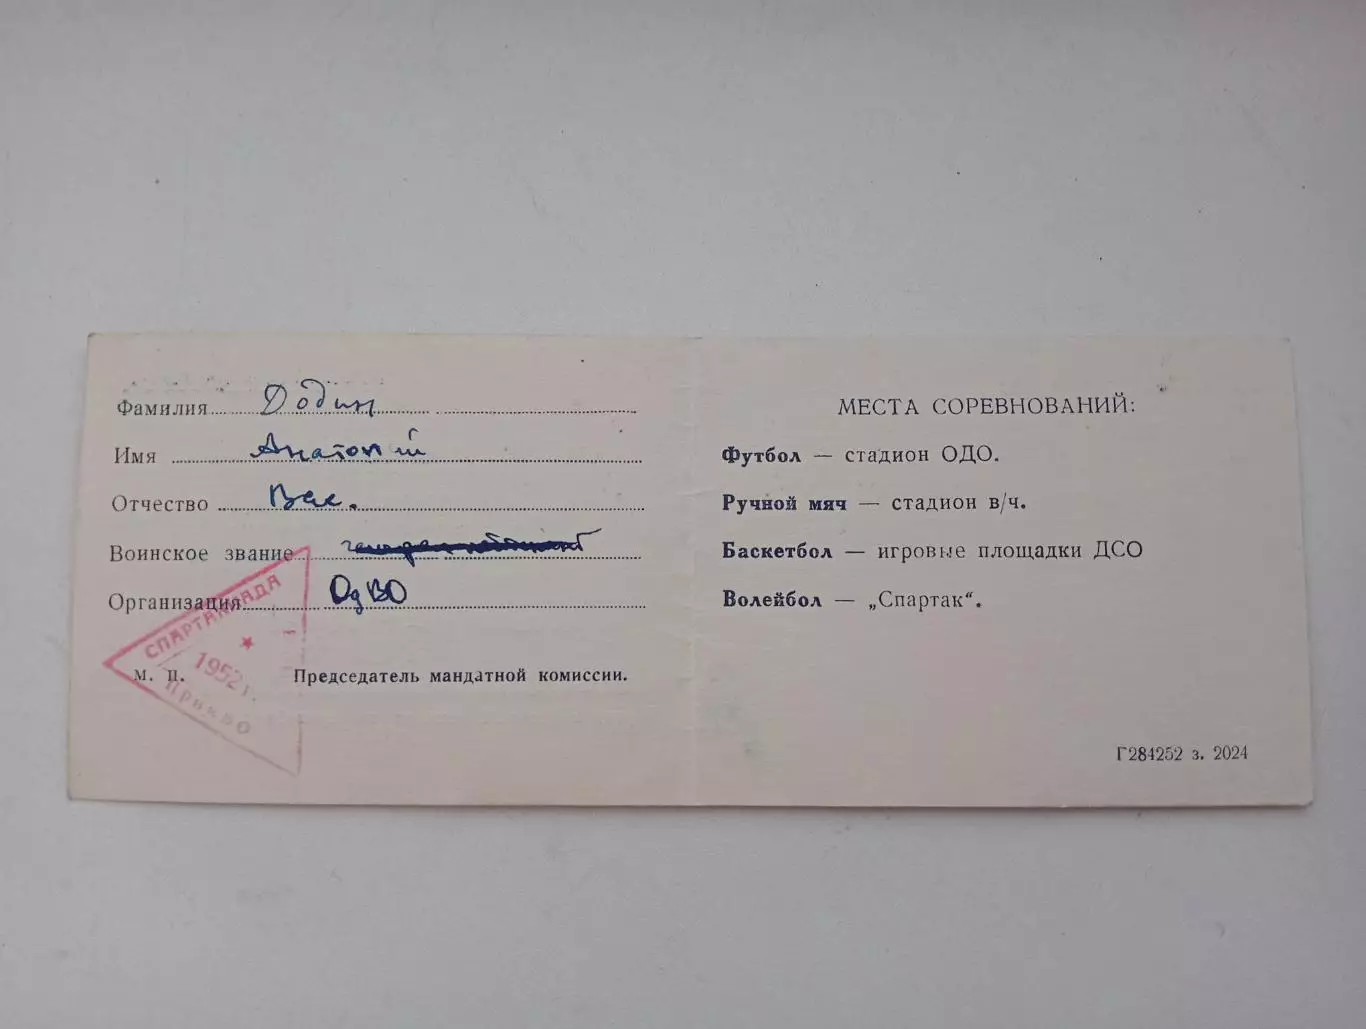 Фамилия Додин
Имя Анатолий
Отчество Вас.
Воинское звание
Организация ОдВО
СПАРТАКИАДА
1952 г.
ПрикВО
м. п. Председатель мандатной комиссии.
МЕСТА СОРЕВНОВАНИЙ:
Футбол — стадион ОДО.
Ручной мяч — стадион в/ч.
Баскетбол — игровые площадки ДСО
Волейбол — „Спартак“.
Г284252 з. 2024